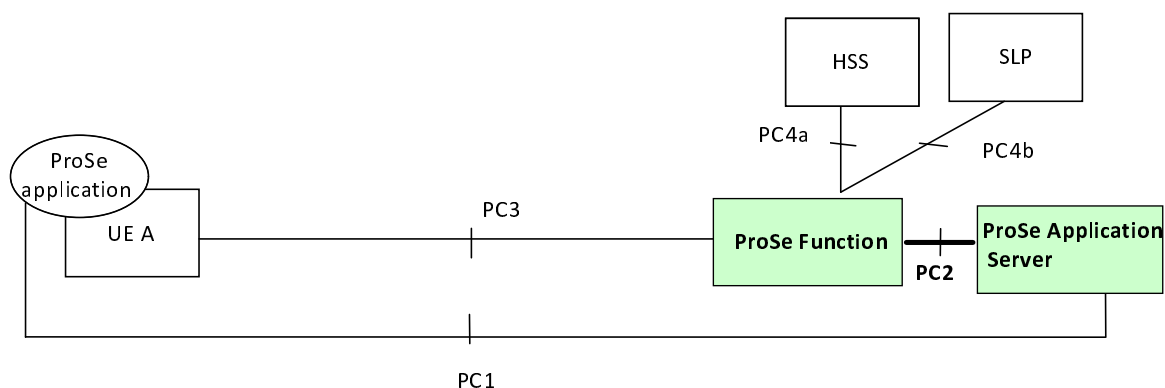 HSS
SLP
PC4a
PC4b
ProSe
application
UE A
PC3
ProSe Function
ProSe Application
Server
PC2
PC1